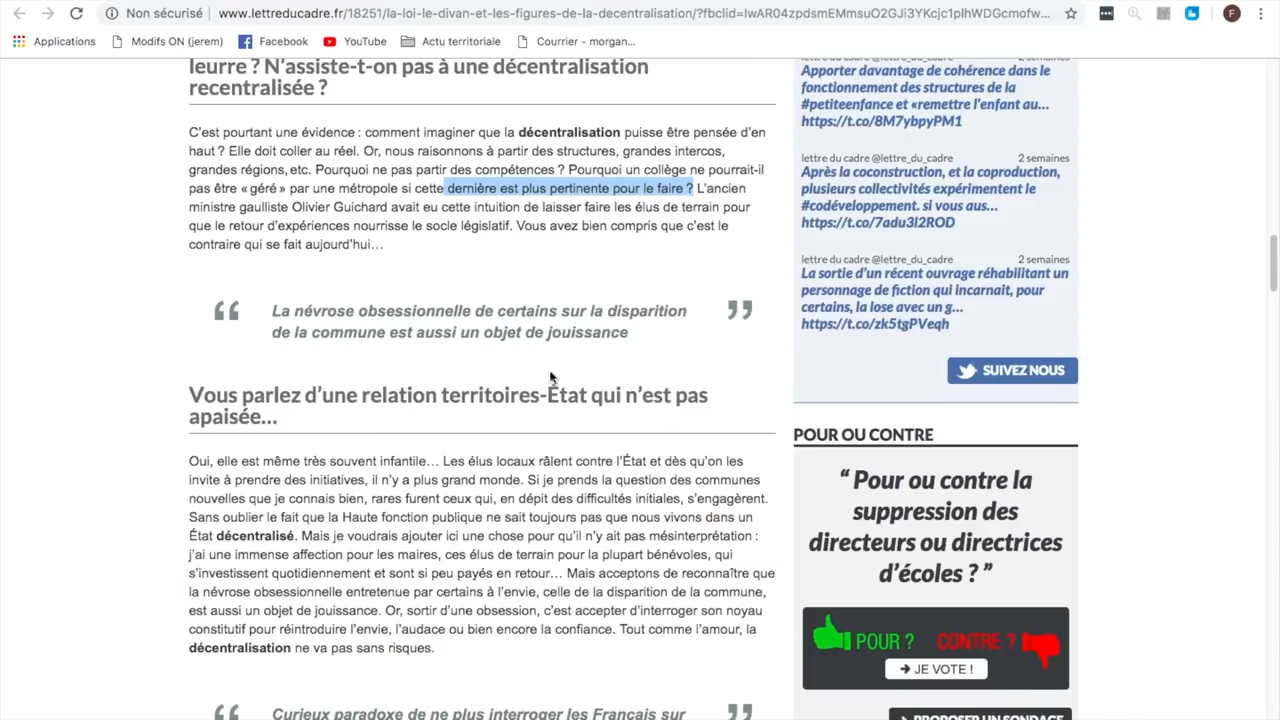 Non sécurisé
www.lettreducadre.fr/18251/la-loi-le-divan-et-les-figures-de-la-decentralisation/?fbclid=IwAR04zpdsmEMmsuO2GJi3YKcjc1plhWDGcmofw...
F
Applications
Modifs ON (jerem)
Facebook
YouTube
Actu territoriale
Courrier - morgan...
leurre ? N’assiste-t-on pas à une décentralisation
recentralisée ?
C’est pourtant une évidence : comment imaginer que la décentralisation puisse être pensée d’en
haut ? Elle doit coller au réel. Or, nous raisonnons à partir des structures, grandes intercos,
grandes régions, etc. Pourquoi ne pas partir des compétences ? Pourquoi un collège ne pourrait-il
pas être « géré » par une métropole si cette dernière est plus pertinente pour le faire ? L’ancien
ministre gaulliste Olivier Guichard avait eu cette intuition de laisser faire les élus de terrain pour
que le retour d’expériences nourrisse le socle législatif. Vous avez bien compris que c’est le
contraire qui se fait aujourd’hui…
“ La névrose obsessionnelle de certains sur la disparition ”
de la commune est aussi un objet de jouissance
Vous parlez d’une relation territoires-État qui n’est pas
apaisée…
Oui, elle est même très souvent infantile… Les élus locaux râlent contre l’État et dès qu’on les
invite à prendre des initiatives, il n’y a plus grand monde. Si je prends la question des communes
nouvelles que je connais bien, rares furent ceux qui, en dépit des difficultés initiales, s’engagèrent.
Sans oublier le fait que la Haute fonction publique ne sait toujours pas que nous vivons dans un
État décentralisé. Mais je voudrais ajouter ici une chose pour qu’il n’y ait pas mésinterprétation :
j’ai une immense affection pour les maires, ces élus de terrain pour la plupart bénévoles, qui
s’investissent quotidiennement et sont si peu payés en retour… Mais acceptons de reconnaître que
la névrose obsessionnelle entretenue par certains à l’envie, celle de la disparition de la commune,
est aussi un objet de jouissance. Or, sortir d’une obsession, c’est accepter d’interroger son noyau
constitutif pour réintroduire l’envie, l’audace ou bien encore la confiance. Tout comme l’amour, la
décentralisation ne va pas sans risques.
“ Curieux paradoxe de ne plus interroger les Français sur ”
lettre du cadre @lettre_du_cadre 2 semaines
Apporter davantage de cohérence dans le
fonctionnement des structures de la
#petiteenfance et «remettre l’enfant au...
https://t.co/8M7ybpyPM1
lettre du cadre @lettre_du_cadre 2 semaines
Après la coconstruction, et la coproduction,
plusieurs collectivités expérimentent le
#codéveloppement. si vous aus...
https://t.co/7adu3l2ROD
lettre du cadre @lettre_du_cadre 2 semaines
La sortie d’un récent ouvrage réhabilitant un
personnage de fiction qui incarnait, pour
certains, la lose avec un g...
https://t.co/zk5tgPVeqh
SUIVEZ NOUS
POUR OU CONTRE
“ Pour ou contre la
suppression des
directeurs ou directrices
d’écoles ? ”
POUR ? CONTRE ?
➔ JE VOTE !
PROPOSER UN SONDAGE